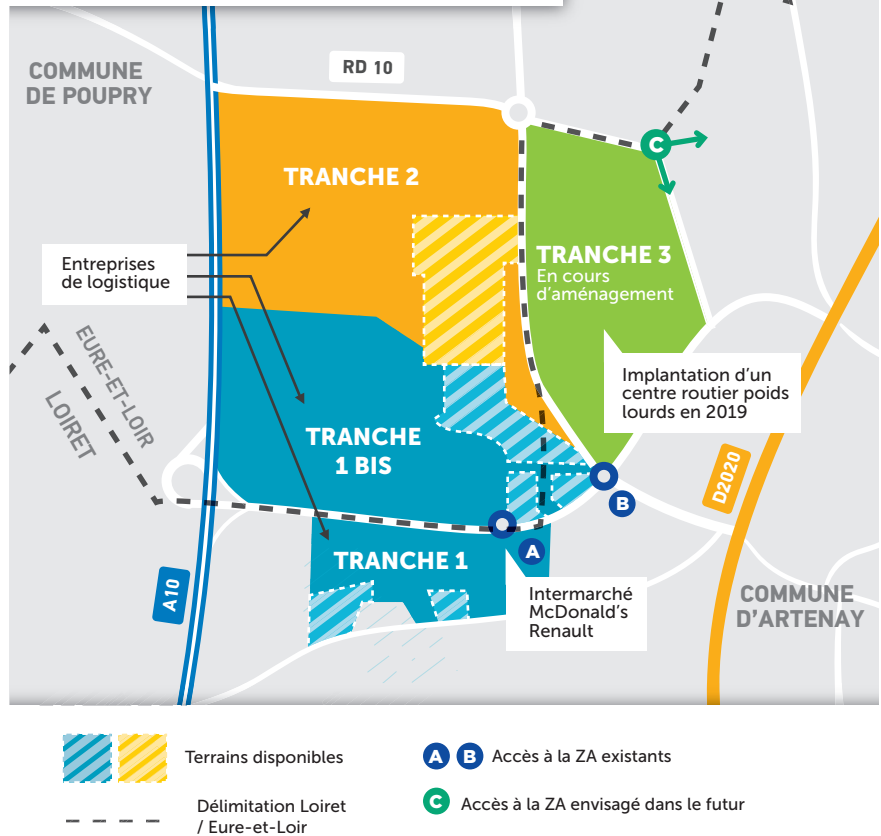 COMMUNE
DE POUPRY
RD 10
C
TRANCHE 2
TRANCHE 3
En cours
d'aménagement
Entreprises
de logistique
EURE-ET-LOIR
LOIRET
Implantation d'un
centre routier poids
lourds en 2019
TRANCHE
1 BIS
D2020
B
A
TRANCHE 1
A10
Intermarché
McDonald's
Renault
COMMUNE
D'ARTENAY
Terrains disponibles
A B Accès à la ZA existants
Délimitation Loiret
/ Eure-et-Loir
C Accès à la ZA envisagé dans le futur